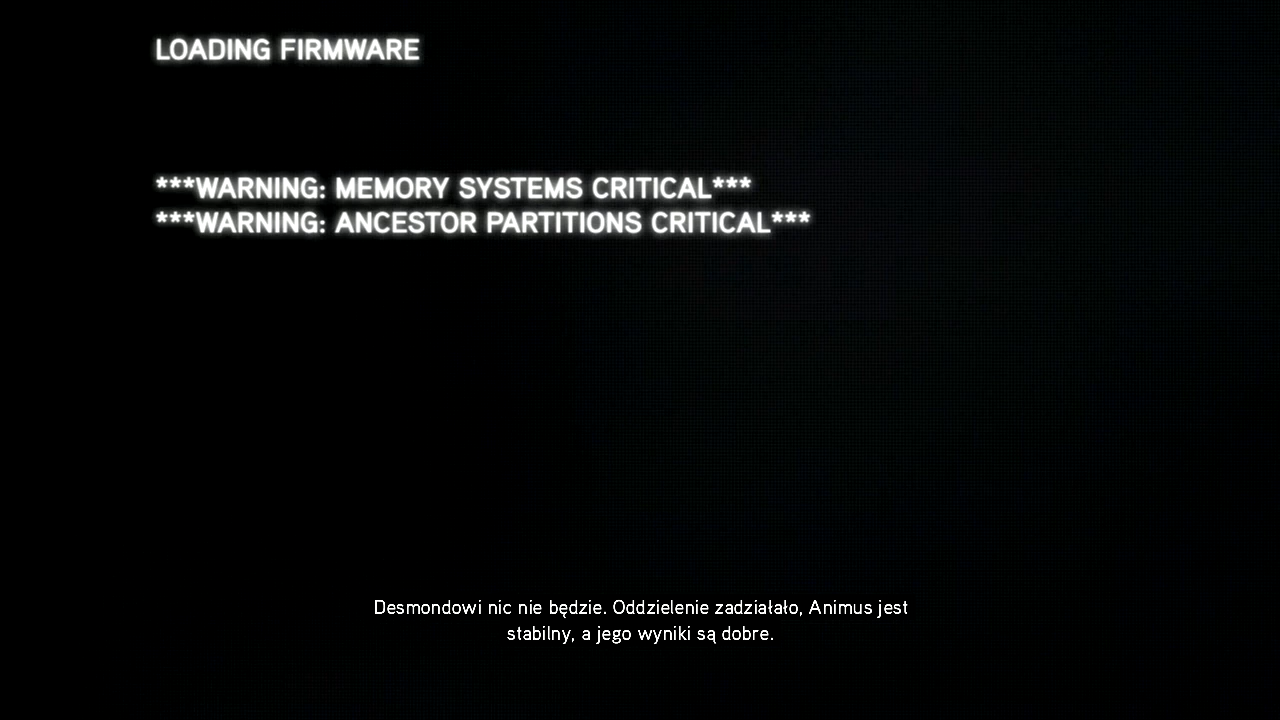 LOADING FIRMWARE
***WARNING: MEMORY SYSTEMS CRITICAL***
***WARNING: ANCESTOR PARTITIONS CRITICAL***
Desmondowi nic nie będzie. Oddzielenie zadziałało, Animus jest
stabilny, a jego wyniki są dobre.